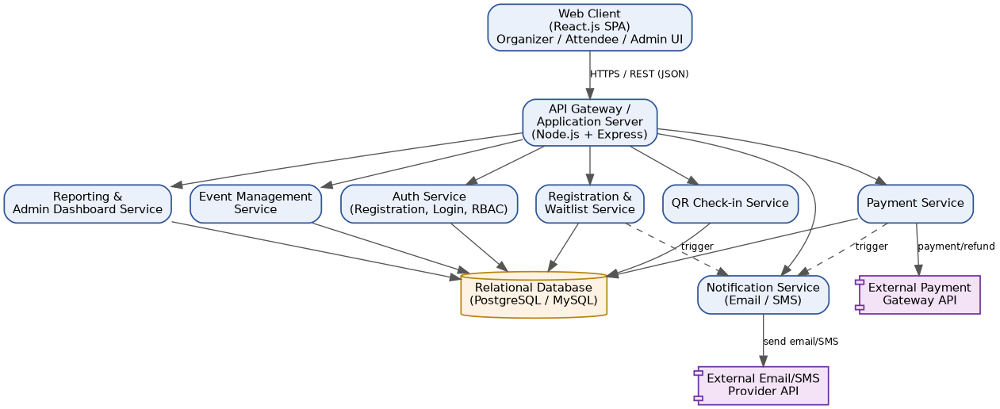 Web Client
(React.js SPA)
Organizer / Attendee / Admin UI
HTTPS / REST (JSON)
API Gateway /
Application Server
(Node.js + Express)
Reporting &
Admin Dashboard Service
Event Management
Service
Auth Service
(Registration, Login, RBAC)
Registration &
Waitlist Service
QR Check-in Service
Payment Service
trigger
trigger
payment/refund
Relational Database
(PostgreSQL / MySQL)
Notification Service
(Email / SMS)
External Payment
Gateway API
send email/SMS
External Email/SMS
Provider API